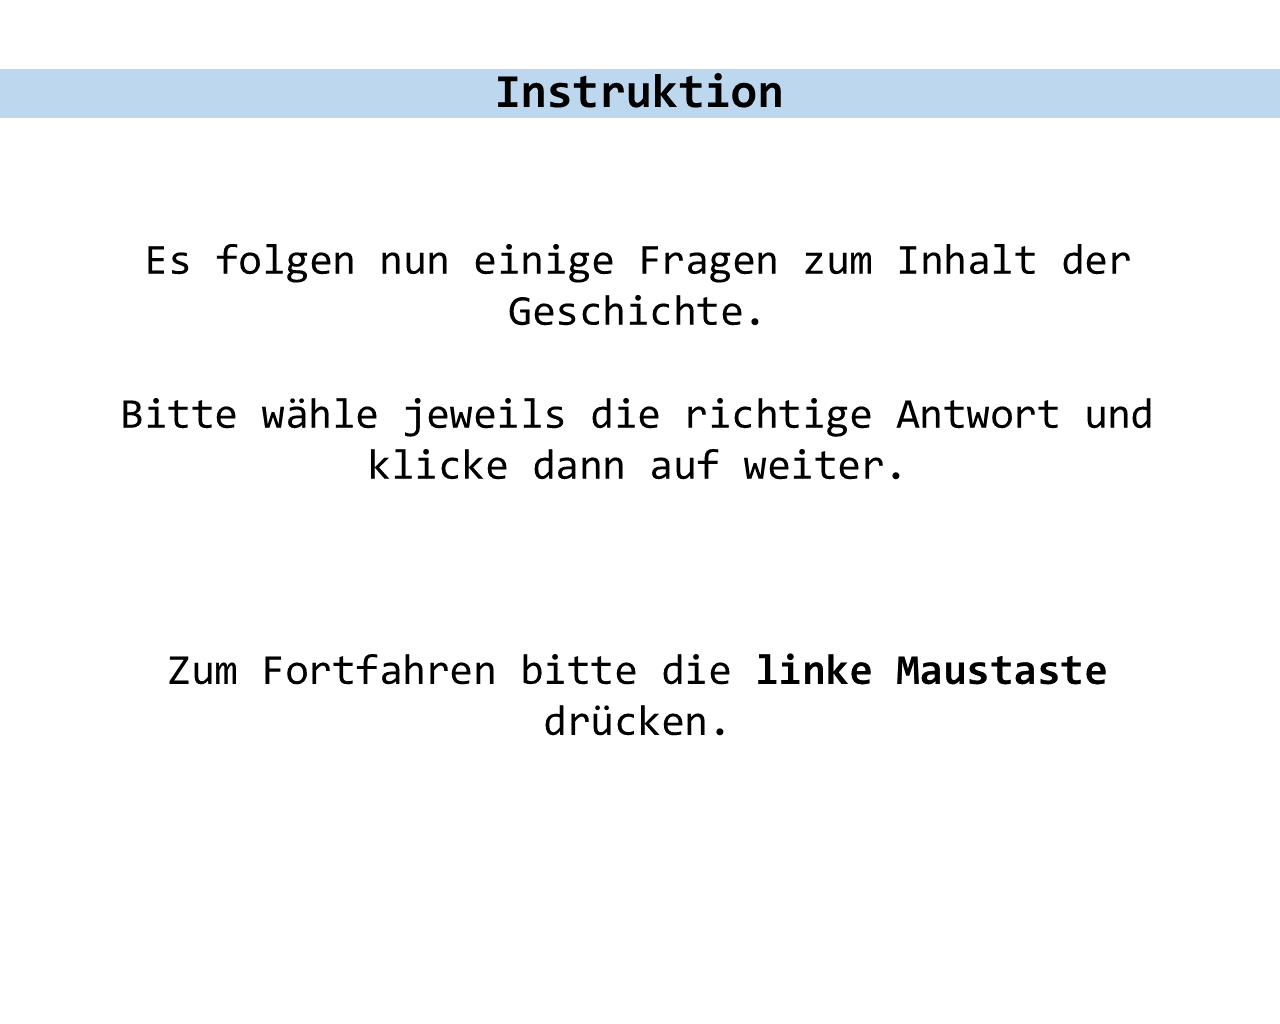 Instruktion
Es folgen nun einige Fragen zum Inhalt der
Geschichte.
Bitte wähle jeweils die richtige Antwort und
klicke dann auf weiter.
Zum Fortfahren bitte die linke Maustaste
drücken.